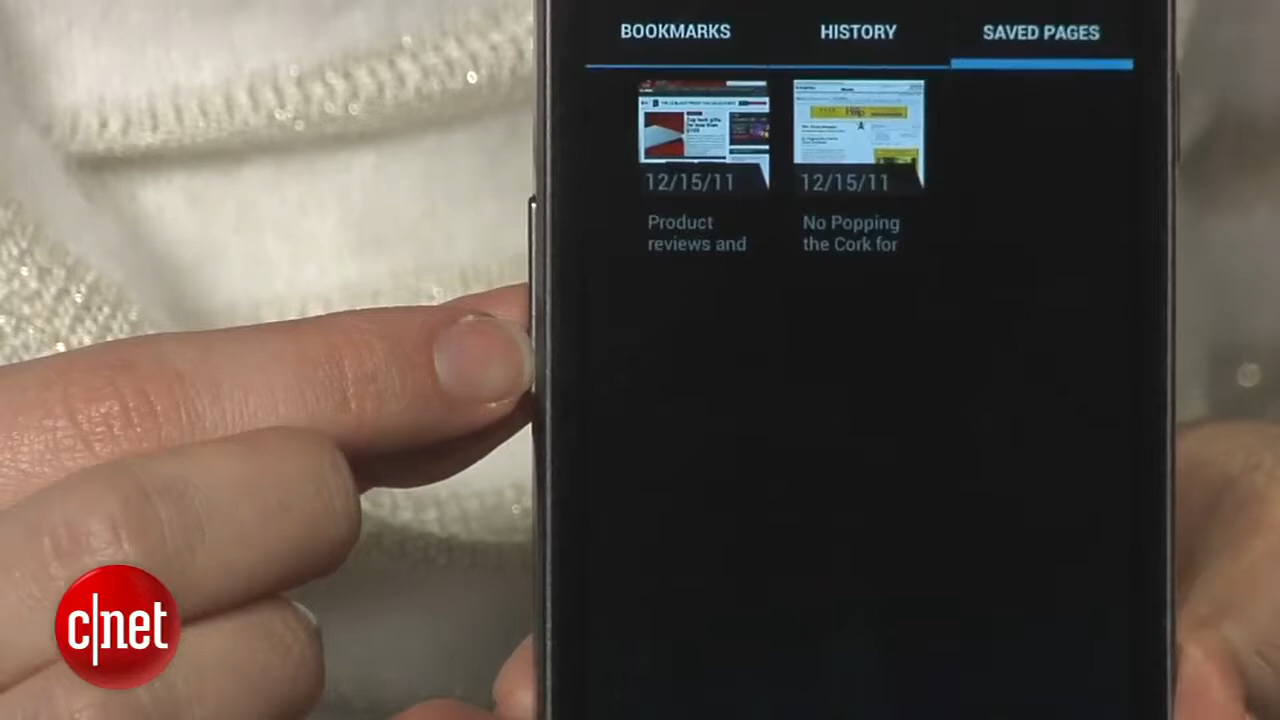 BOOKMARKS
HISTORY
SAVED PAGES
12/15/11
12/15/11
Product
reviews and
No Popping
the Cork for
c|net